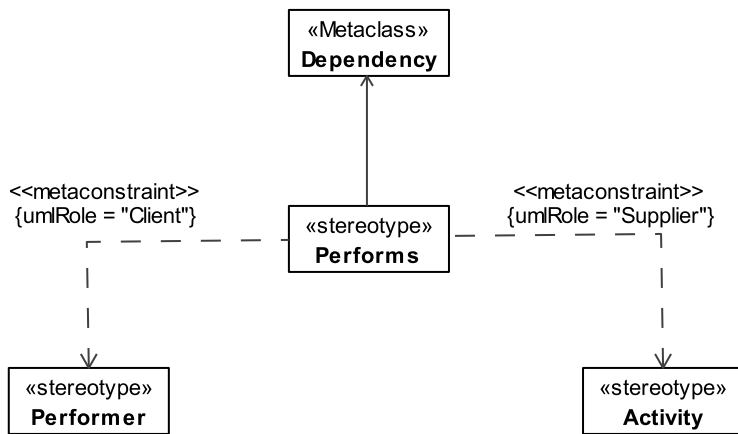 «Metaclass»
Dependency
<<metaconstraint>>
{umlRole = "Client"}
<<metaconstraint>>
{umlRole = "Supplier"}
«stereotype»
Performs
«stereotype»
Performer
«stereotype»
Activity